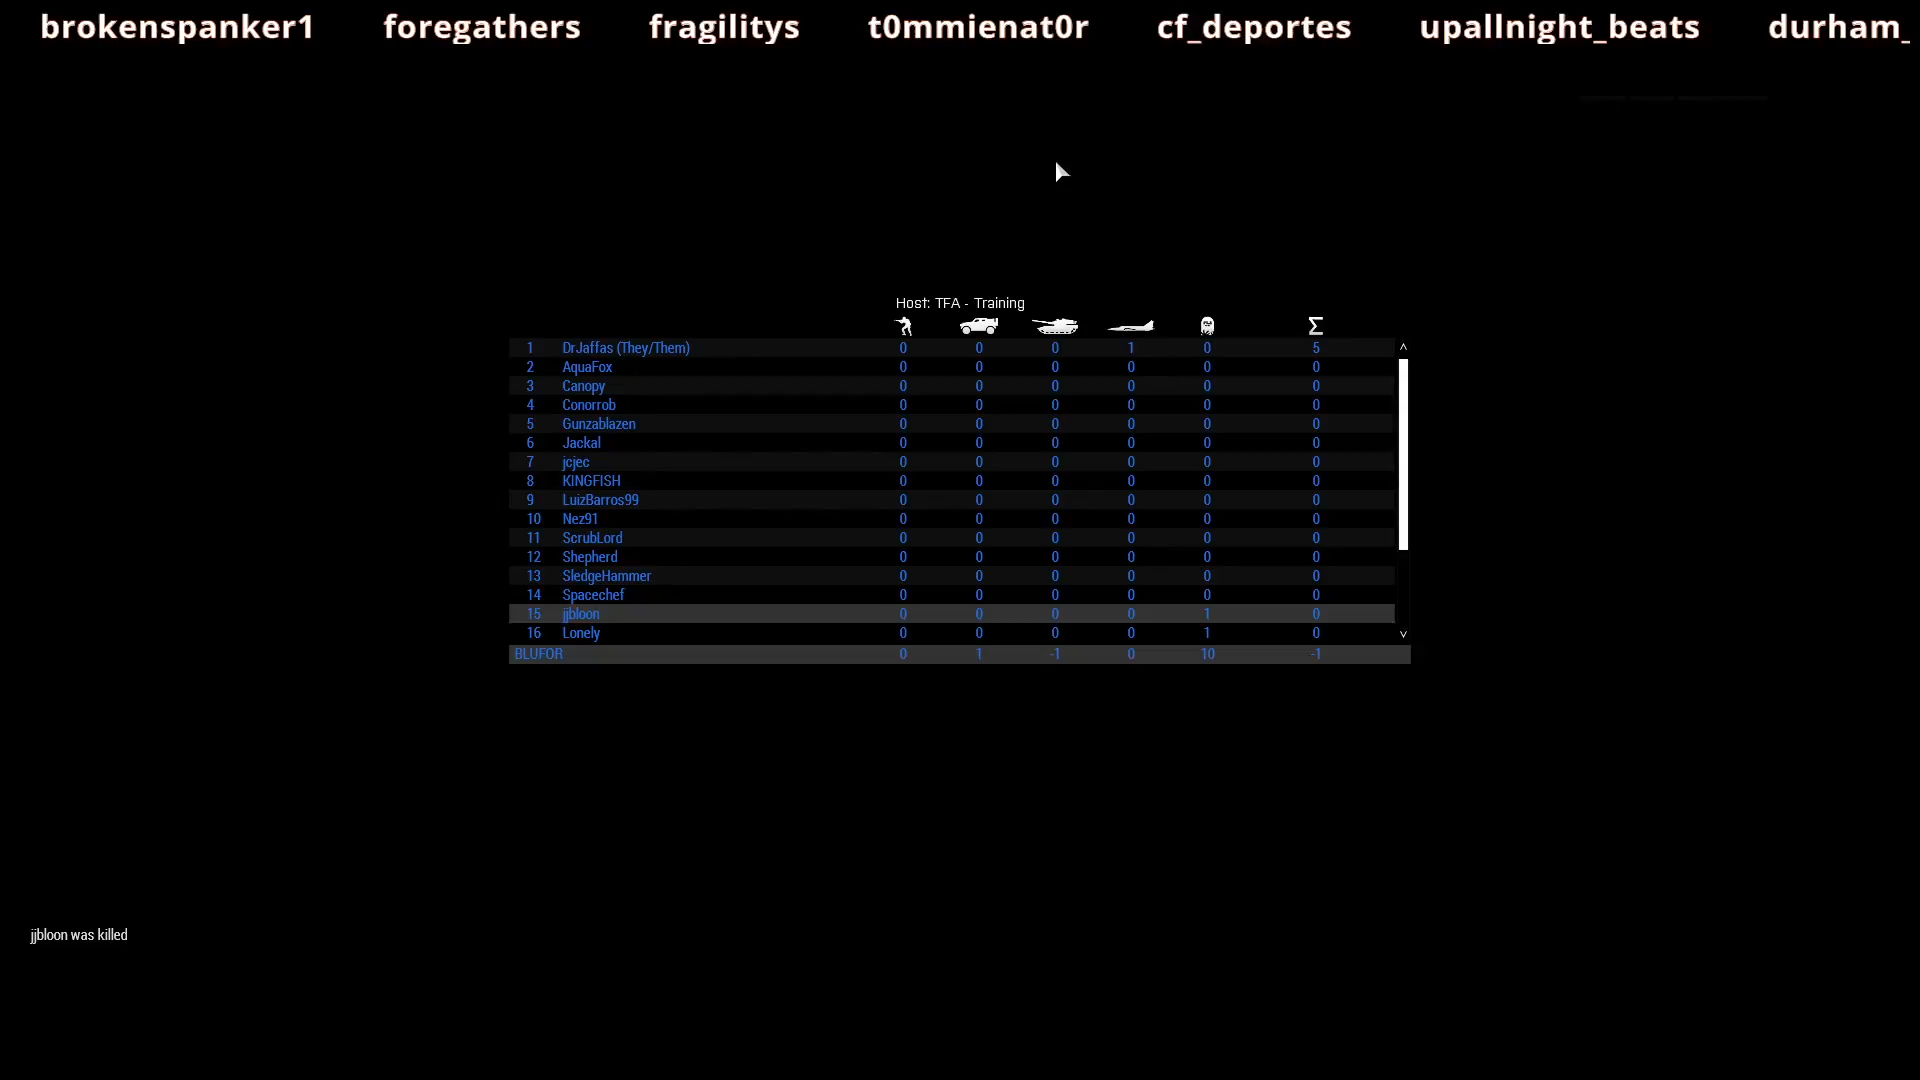 brokenspanker1 foregathers fragilitys t0mmienat0r cf_deportes upallnight_beats durham_
Host: TFA - Training
Σ
1 DrJaffas (They/Them) 0 0 0 1 0 5
2 AquaFox 0 0 0 0 0 0
3 Canopy 0 0 0 0 0 0
4 Conorrob 0 0 0 0 0 0
5 Gunzablazen 0 0 0 0 0 0
6 Jackal 0 0 0 0 0 0
7 jcjec 0 0 0 0 0 0
8 KINGFISH 0 0 0 0 0 0
9 LuizBarros99 0 0 0 0 0 0
10 Nez91 0 0 0 0 0 0
11 ScrubLord 0 0 0 0 0 0
12 Shepherd 0 0 0 0 0 0
13 SledgeHammer 0 0 0 0 0 0
14 Spacechef 0 0 0 0 0 0
15 jjbloon 0 0 0 0 1 0
16 Lonely 0 0 0 0 1 0
BLUFOR 0 1 -1 0 10 -1
jjbloon was killed